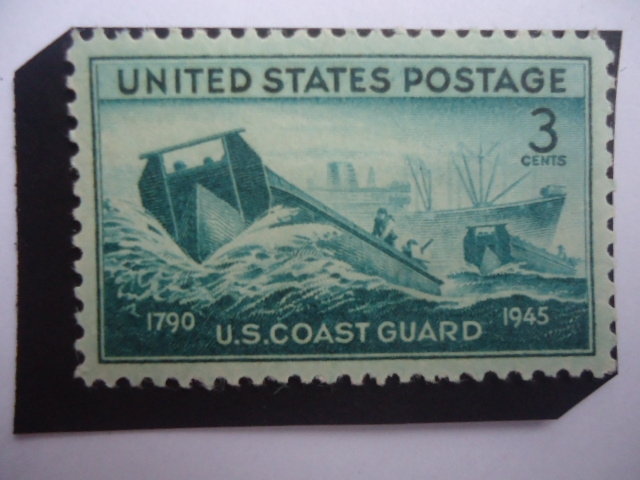 UNITED STATES POSTAGE
3
CENTS
1790 U.S. COAST GUARD 1945